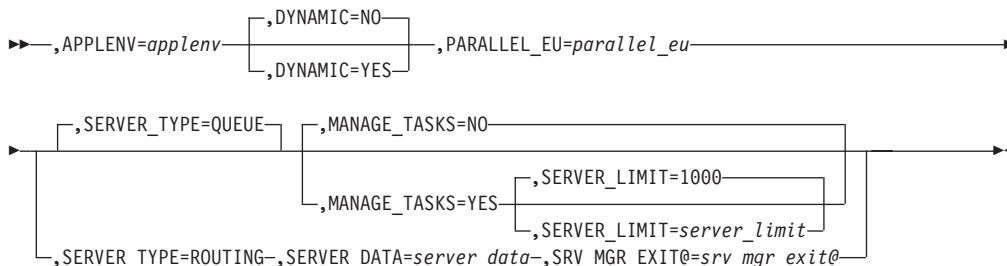 ,DYNAMIC=NO
,APPLENV=applenv ,PARALLEL_EU=parallel_eu
,DYNAMIC=YES
,SERVER_TYPE=QUEUE ,MANAGE_TASKS=NO
,SERVER_LIMIT=1000
,MANAGE_TASKS=YES
,SERVER_LIMIT=server_limit
,SERVER_TYPE=ROUTING ,SERVER_DATA=server_data ,SRV_MGR_EXIT@=srv_mgr_exit@